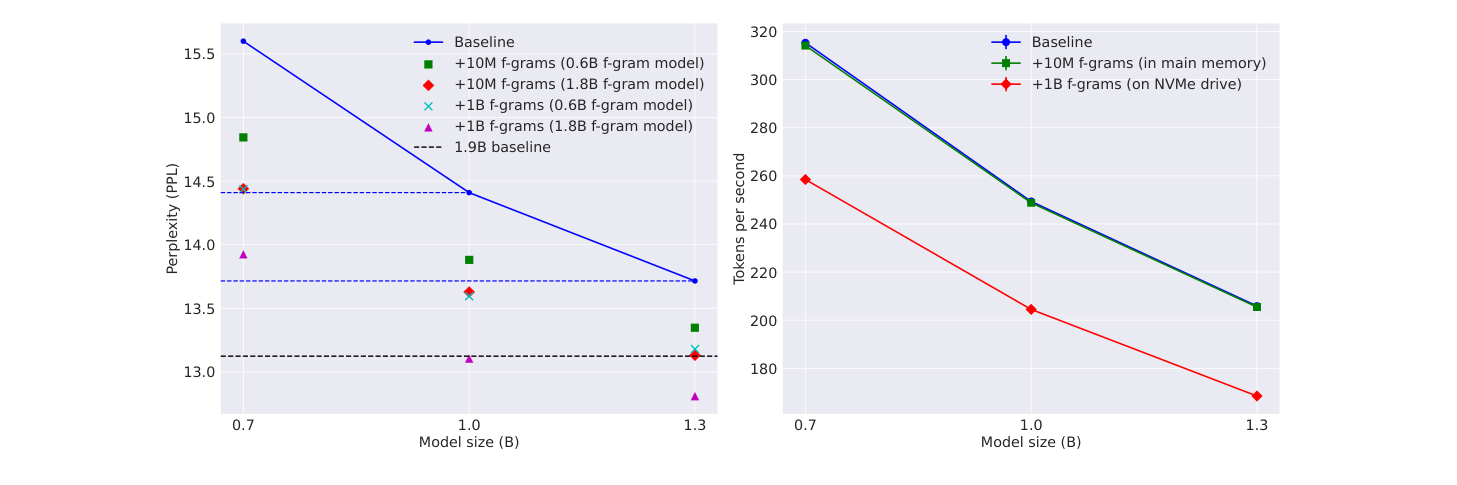 15.5
15.0
14.5
14.0
13.5
13.0
Perplexity (PPL)
Baseline
+10M f-grams (0.6B f-gram model)
+10M f-grams (1.8B f-gram model)
+1B f-grams (0.6B f-gram model)
+1B f-grams (1.8B f-gram model)
1.9B baseline
0.7 1.0 1.3
Model size (B)
320
300
280
260
240
220
200
180
Tokens per second
Baseline
+10M f-grams (in main memory)
+1B f-grams (on NVMe drive)
0.7 1.0 1.3
Model size (B)